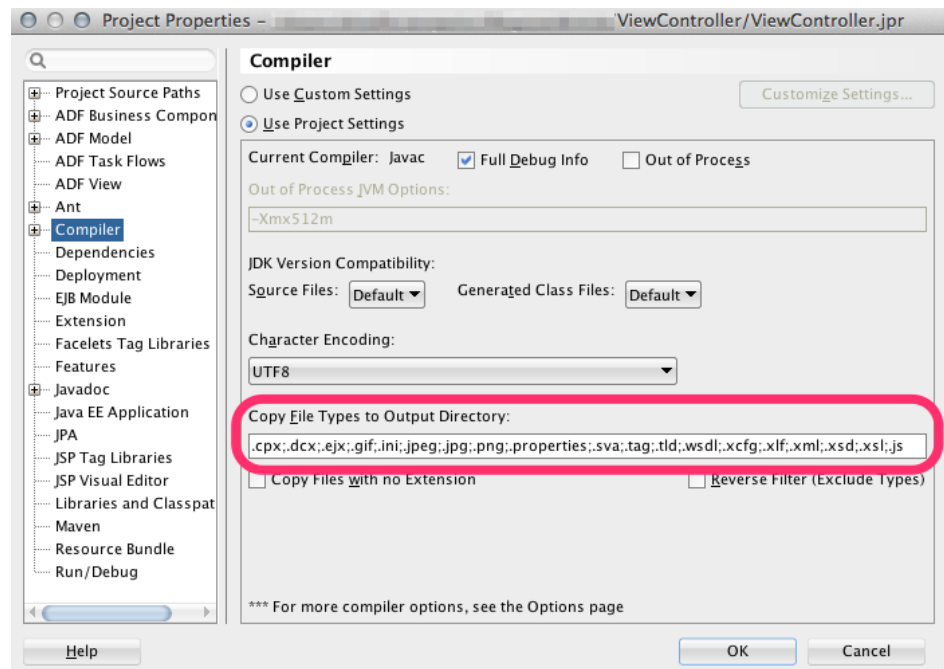 Project Properties – /ViewController/ViewController.jpr
Project Source Paths
ADF Business Compon
ADF Model
ADF Task Flows
ADF View
Ant
Compiler
Dependencies
Deployment
EJB Module
Extension
Facelets Tag Libraries
Features
Javadoc
Java EE Application
JPA
JSP Tag Libraries
JSP Visual Editor
Libraries and Classpat
Maven
Resource Bundle
Run/Debug
Compiler
Use Custom Settings
Customize Settings...
Use Project Settings
Current Compiler: Javac Full Debug Info Out of Process
Out of Process JVM Options:
-Xmx512m
JDK Version Compatibility:
Source Files: Default Generated Class Files: Default
Character Encoding:
UTF8
Copy File Types to Output Directory:
.cpx;.dcx;.ejx;.gif;.ini;.jpeg;.jpg;.png;.properties;.sva;.tag;.tld;.wsdl;.xcfg;.xlf;.xml;.xsd;.xsl;.js
Copy Files with no Extension Reverse Filter (Exclude Types)
*** For more compiler options, see the Options page
Help OK Cancel